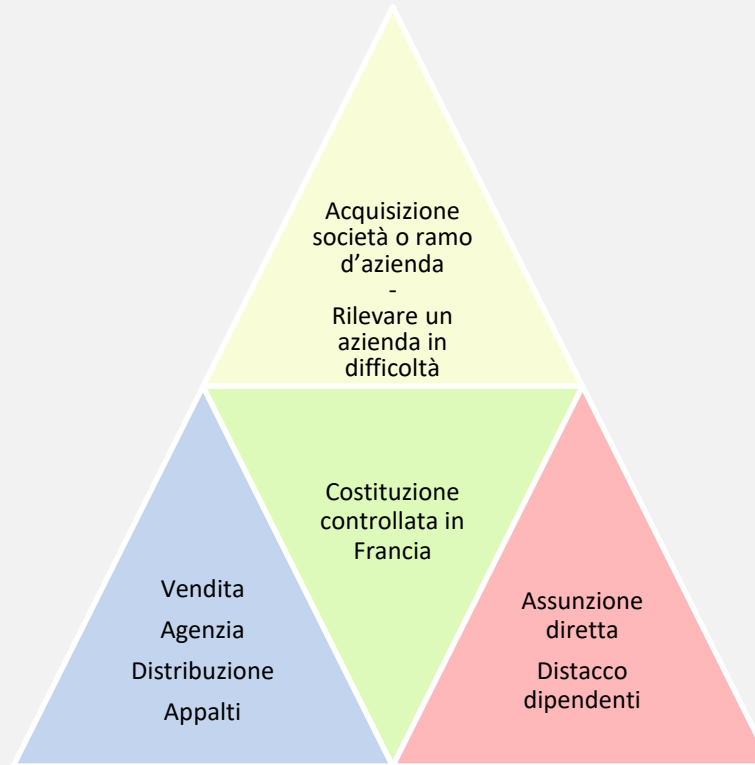 Acquisizione
società o ramo
d’azienda
-
Rilevare un
azienda in
difficoltà
Costituzione
controllata in
Francia
Vendita
Agenzia
Distribuzione
Appalti
Assunzione
diretta
Distacco
dipendenti